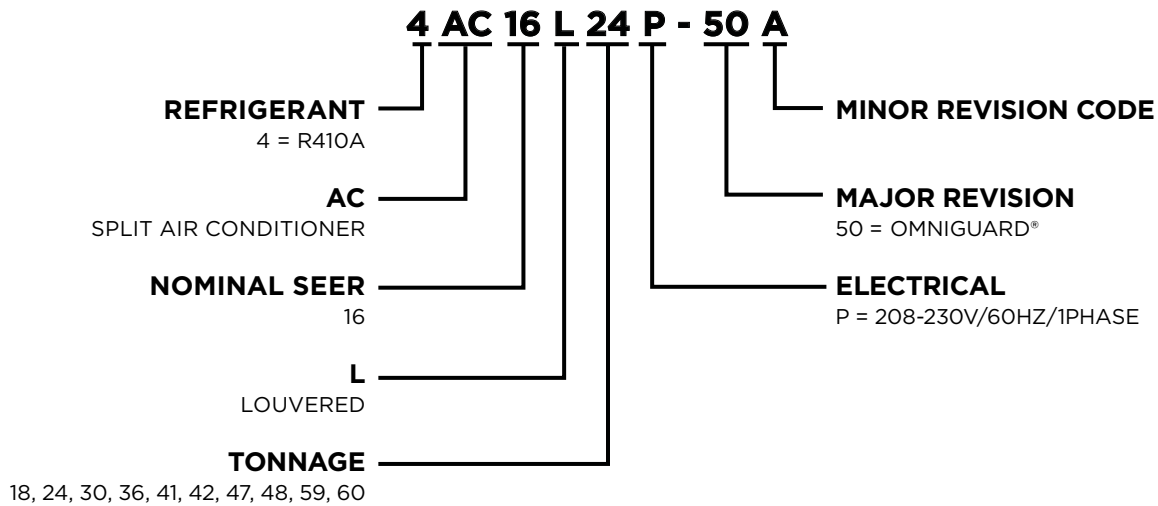 4 AC 16 L 24 P - 50 A
REFRIGERANT
4 = R410A
AC
SPLIT AIR CONDITIONER
NOMINAL SEER
16
L
LOUVERED
TONNAGE
18, 24, 30, 36, 41, 42, 47, 48, 59, 60
MINOR REVISION CODE
MAJOR REVISION
50 = OMNIGUARD®
ELECTRICAL
P = 208-230V/60HZ/1PHASE